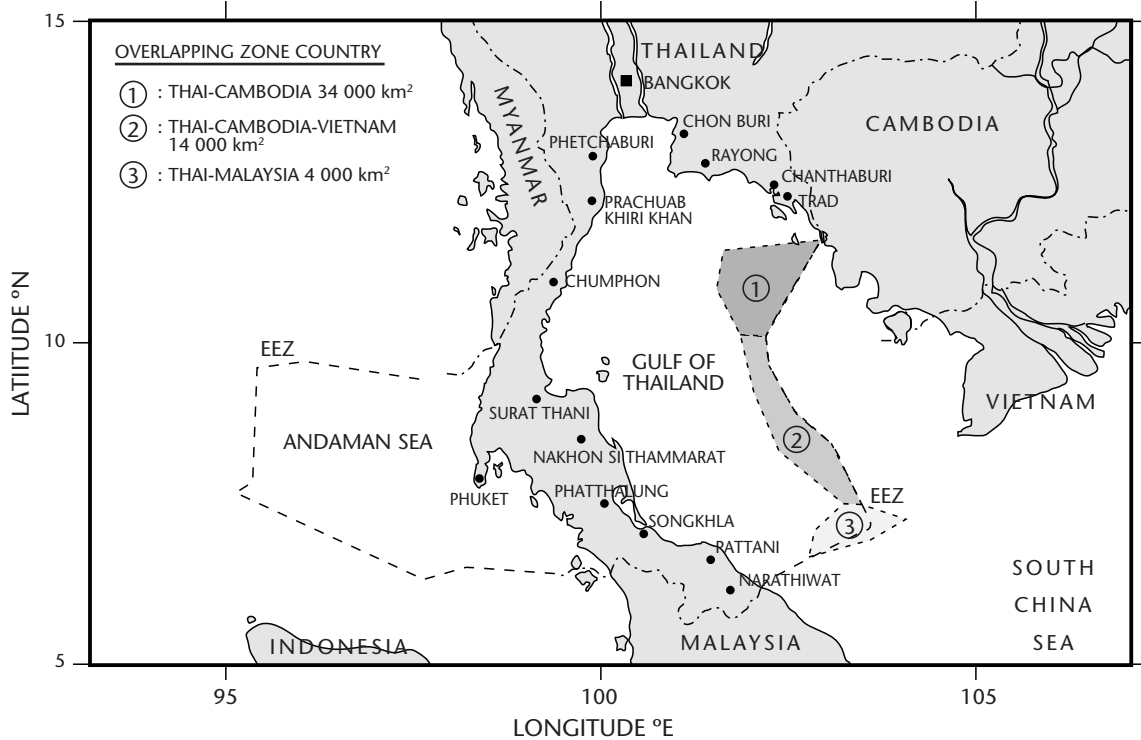 15
10
5
LATIITUDE ºN
OVERLAPPING ZONE COUNTRY
1 : THAI-CAMBODIA 34 000 km²
2 : THAI-CAMBODIA-VIETNAM
14 000 km²
3 : THAI-MALAYSIA 4 000 km²
THAILAND
BANGKOK
MYANMAR
CHON BURI
CAMBODIA
PHETCHABURI
RAYONG
CHANTHABURI
TRAD
PRACHUAB
KHIRI KHAN
CHUMPHON
1
EEZ
GULF OF
THAILAND
VIETNAM
SURAT THANI
ANDAMAN SEA
2
NAKHON SI THAMMARAT
PHUKET
PHATTHALUNG
EEZ
SONGKHLA
3
PATTANI
NARATHIWAT
SOUTH
CHINA
SEA
INDONESIA
MALAYSIA
95
100
105
LONGITUDE ºE